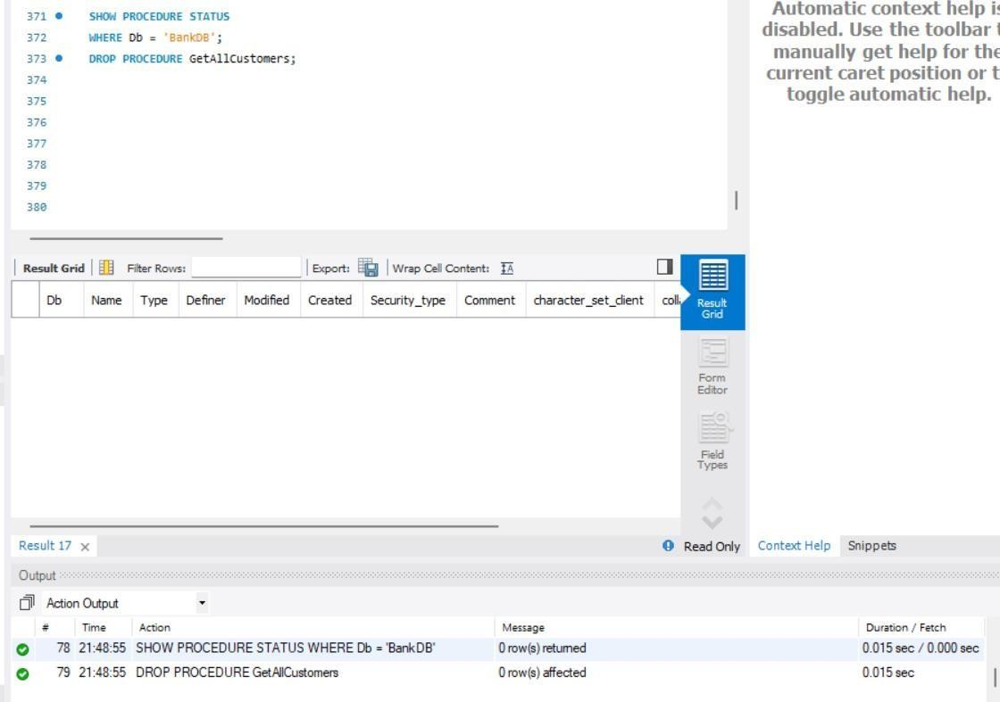 371 SHOW PROCEDURE STATUS
372 WHERE Db = 'BankDB';
373 DROP PROCEDURE GetAllCustomers;
374
375
376
377
378
379
380
Automatic context help is
disabled. Use the toolbar t
manually get help for the
current caret position or t
toggle automatic help.
Result Grid Filter Rows: Export: Wrap Cell Content: IA
Db Name Type Definer Modified Created Security_type Comment character_set_client coll
Result
Grid
Form
Editor
Field
Types
Result 17 × Read Only Context Help Snippets
Output
Action Output
# Time Action Message Duration / Fetch
78 21:48:55 SHOW PROCEDURE STATUS WHERE Db = 'BankDB' 0 row(s) returned 0.015 sec / 0.000 sec
79 21:48:55 DROP PROCEDURE GetAllCustomers 0 row(s) affected 0.015 sec